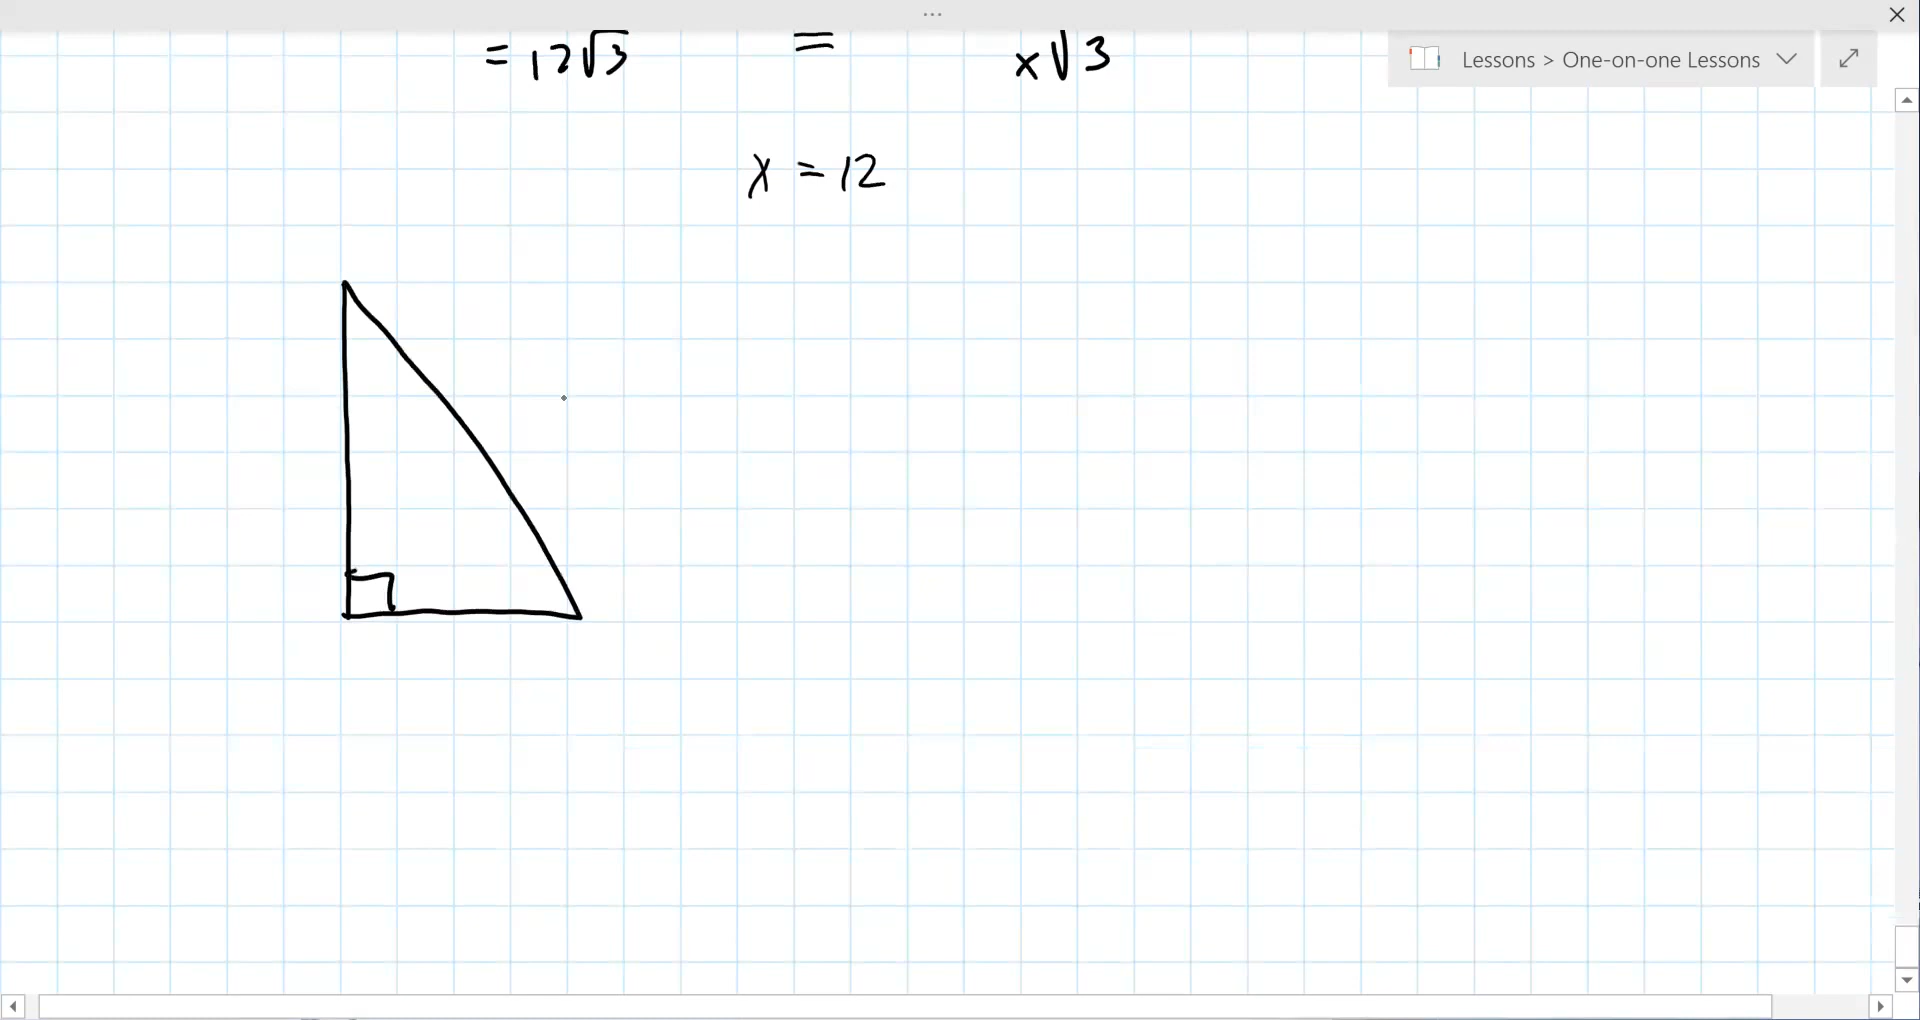 = 12√3 = x√3
Lessons > One-on-one Lessons
x = 12